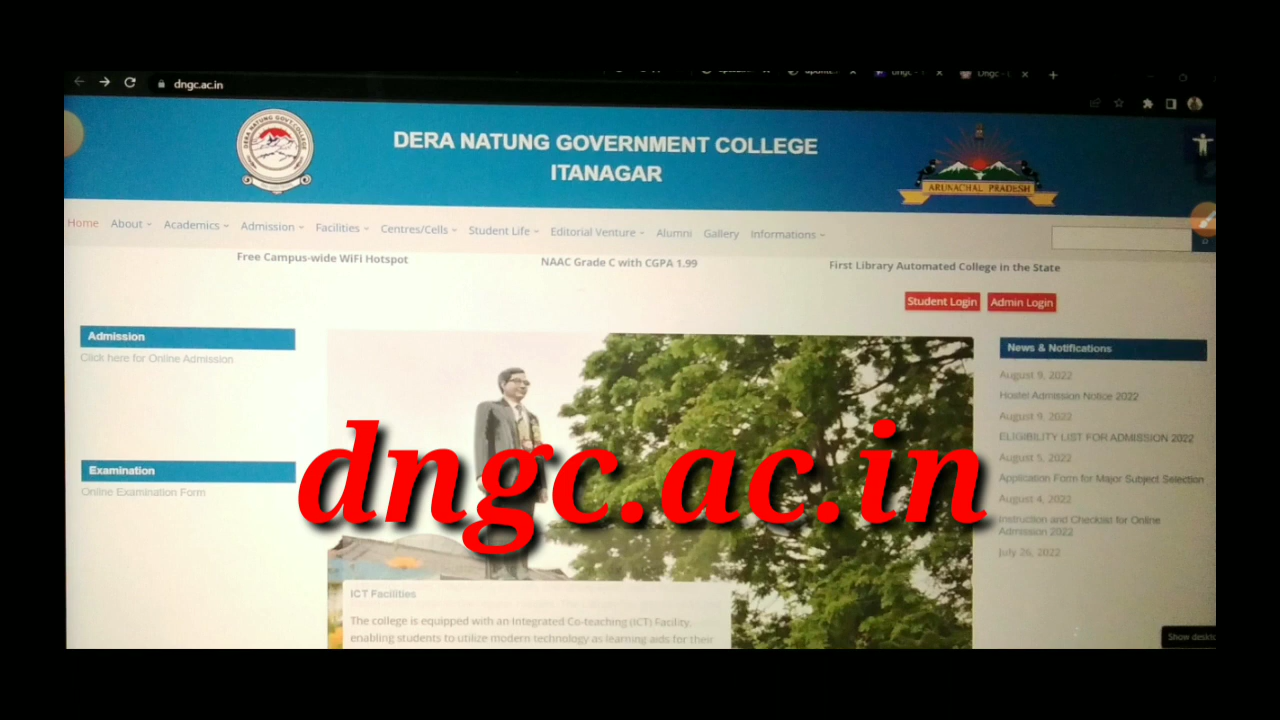 dngc.ac.in
DERA NATUNG GOVERNMENT COLLEGE
ITANAGAR
DERA NATUNG GOVT. COLLEGE
ARUNACHAL PRADESH
Home About Academics Admission Facilities Centres/Cells Student Life Editorial Venture Alumni Gallery Informations
Free Campus-wide WiFi Hotspot NAAC Grade C with CGPA 1.99 First Library Automated College in the State
Student Login Admin Login
Admission
Click here for Online Admission
Examination
Online Examination Form
dngc.ac.in
ICT Facilities
The college is equipped with an Integrated Co-teaching (ICT) Facility,
enabling students to utilize modern technology as learning aids for their
News & Notifications
August 9, 2022
Hostel Admission Notice 2022
August 9, 2022
ELIGIBILITY LIST FOR ADMISSION 2022
August 5, 2022
Application Form for Major Subject Selection
August 4, 2022
Instruction and Checklist for Online
Admission 2022
July 26, 2022
Show deskto